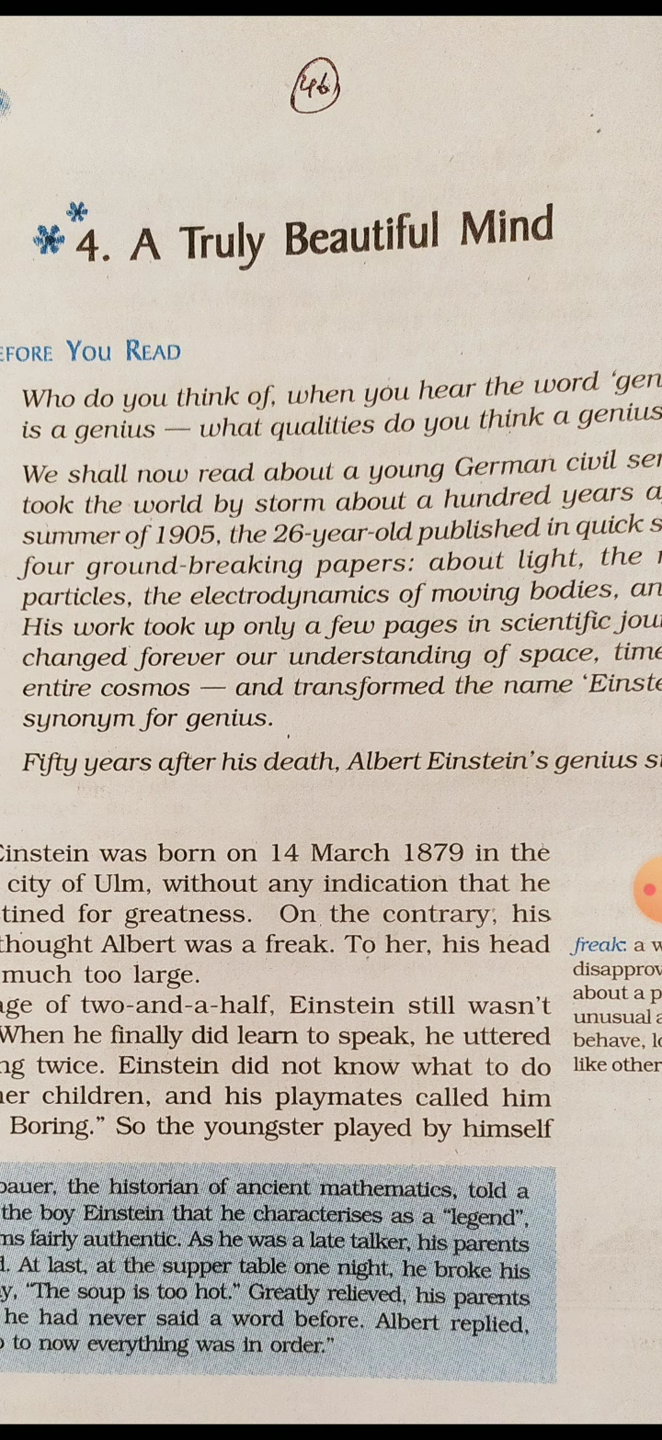 46
4. A Truly Beautiful Mind
EFORE YOU READ
Who do you think of, when you hear the word 'gen
is a genius — what qualities do you think a genius
We shall now read about a young German civil ser
took the world by storm about a hundred years a
summer of 1905, the 26-year-old published in quick s
four ground-breaking papers: about light, the
particles, the electrodynamics of moving bodies, an
His work took up only a few pages in scientific jou
changed forever our understanding of space, time
entire cosmos — and transformed the name 'Einste
synonym for genius.
Fifty years after his death, Albert Einstein's genius s
Einstein was born on 14 March 1879 in the
city of Ulm, without any indication that he
tined for greatness. On the contrary, his
thought Albert was a freak. To her, his head
much too large.
age of two-and-a-half, Einstein still wasn't
When he finally did learn to speak, he uttered
ng twice. Einstein did not know what to do
er children, and his playmates called him
Boring." So the youngster played by himself
freak: a w
disapprov
about a p
unusual a
behave, lo
like other
bauer, the historian of ancient mathematics, told a
the boy Einstein that he characterises as a "legend",
ms fairly authentic. As he was a late talker, his parents
d. At last, at the supper table one night, he broke his
y, "The soup is too hot." Greatly relieved, his parents
he had never said a word before. Albert replied,
to now everything was in order."